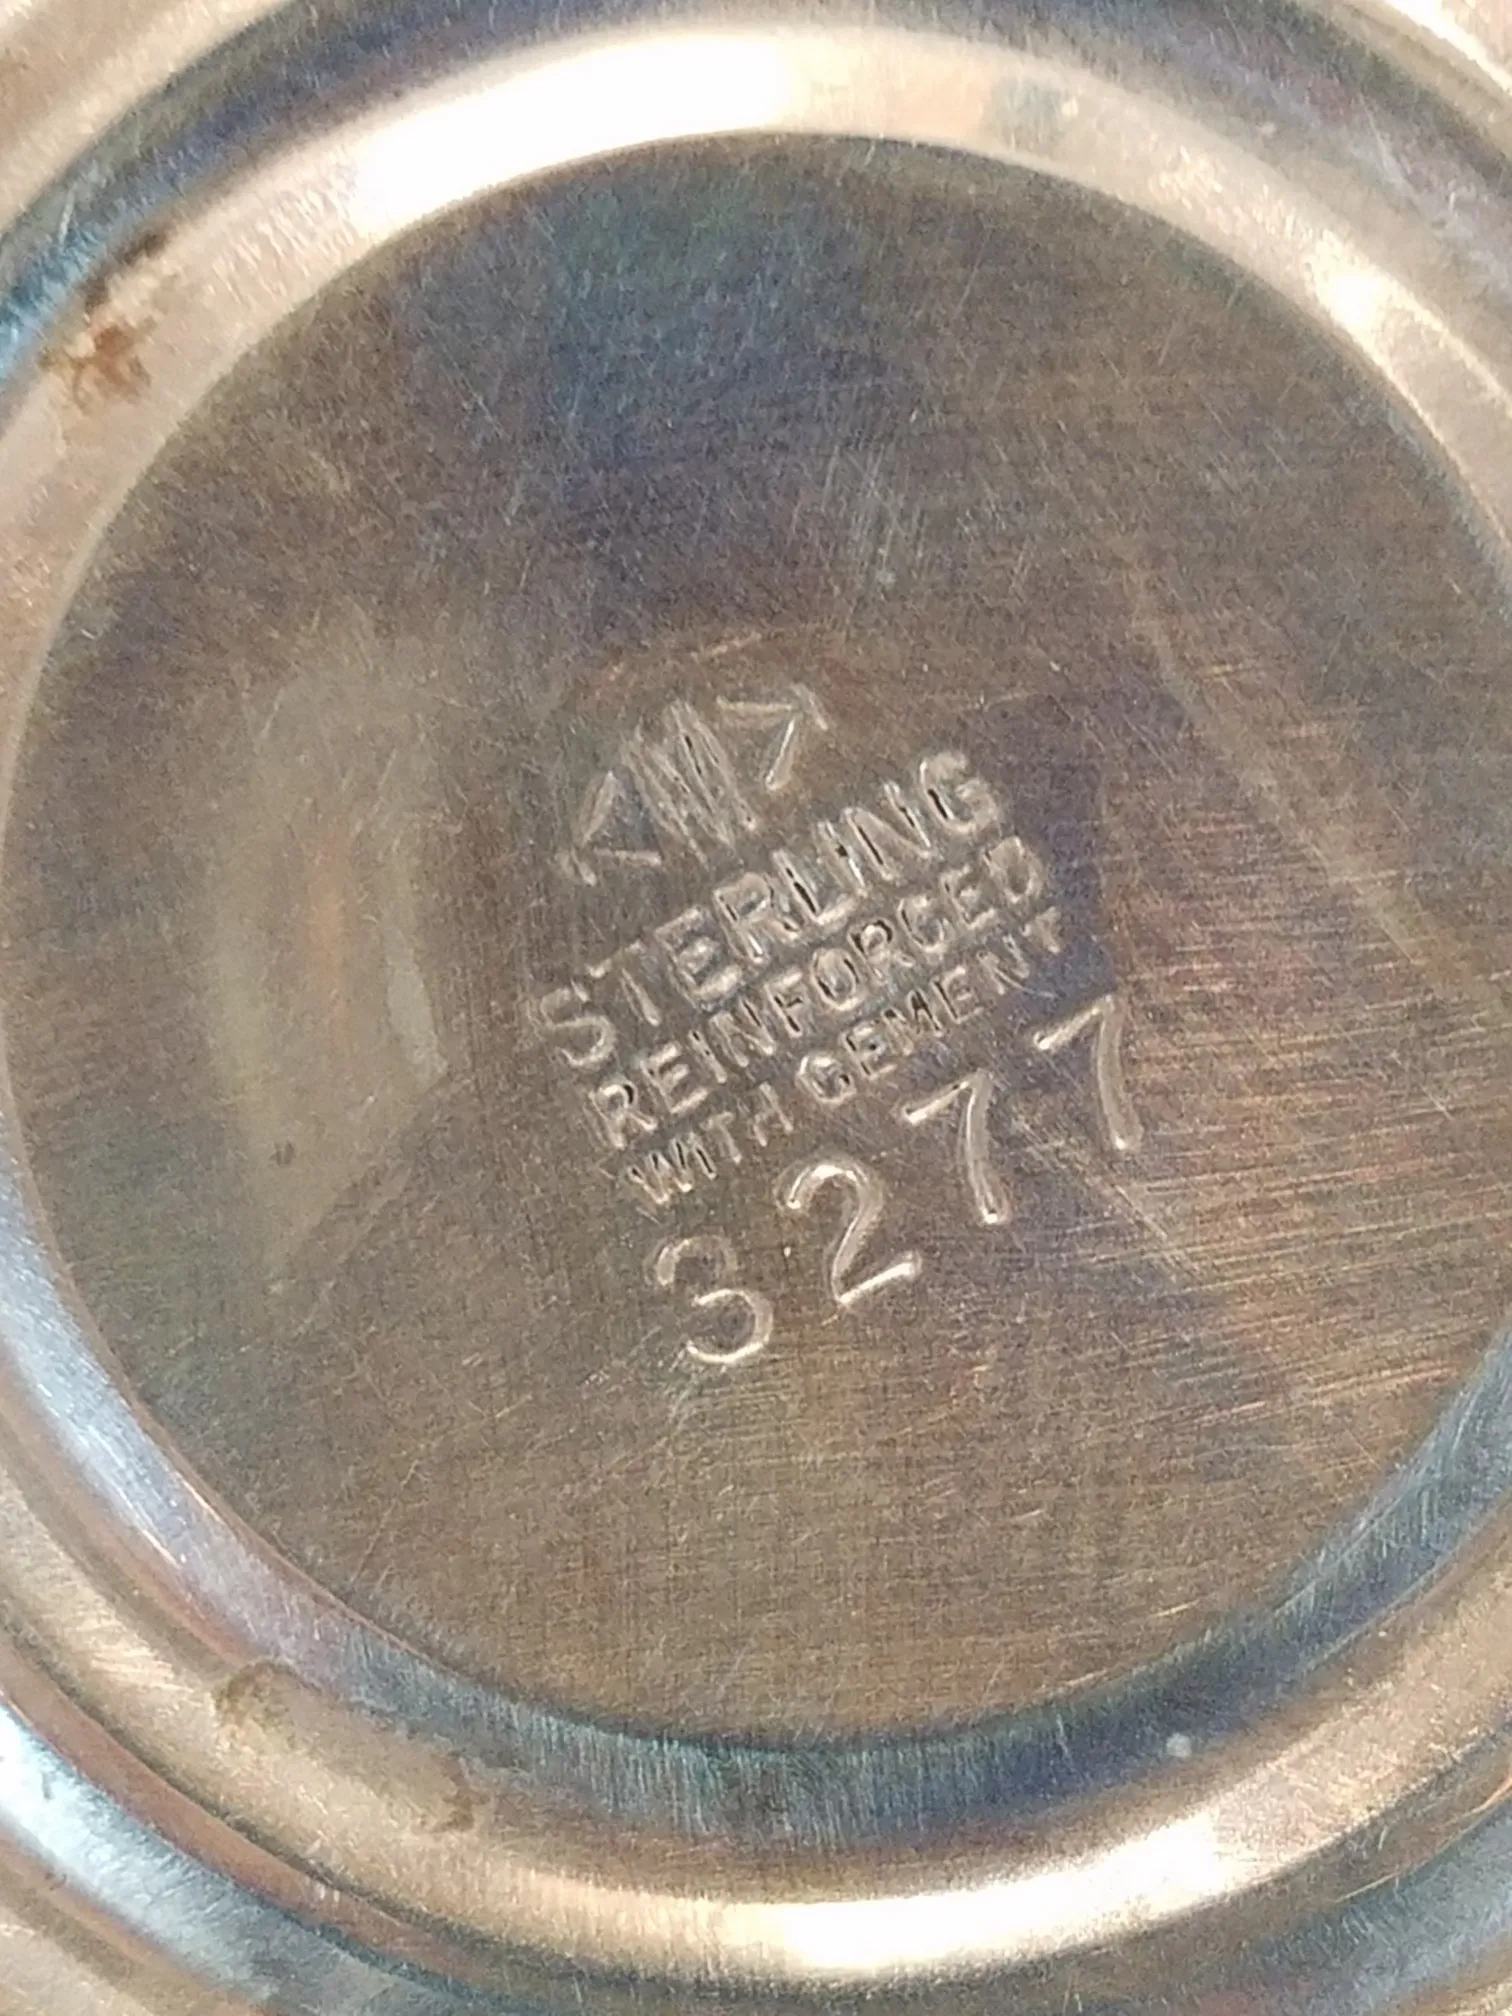 <M>
STERLING
REINFORCED
WITH CEMENT
3277